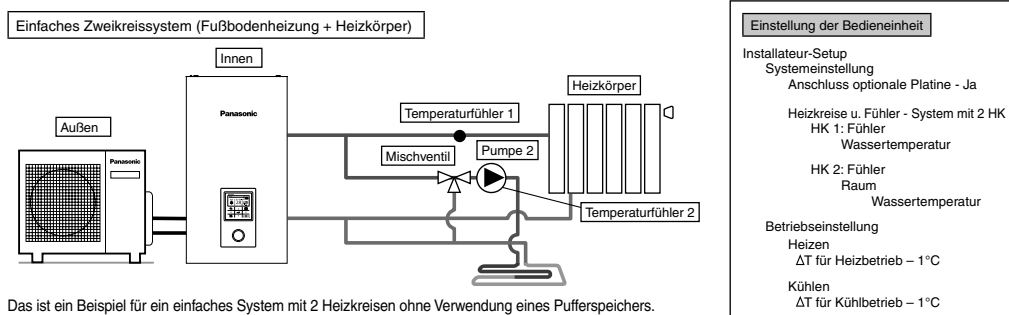 Einfaches Zweikreissystem (Fußbodenheizung + Heizkörper)
Innen
Außen
Panasonic
Panasonic
Temperaturfühler 1
Heizkörper
Mischventil
Pumpe 2
Temperaturfühler 2
Das ist ein Beispiel für ein einfaches System mit 2 Heizkreisen ohne Verwendung eines Pufferspeichers.
Einstellung der Bedieneinheit
Installateur-Setup
Systemeinstellung
Anschluss optionale Platine - Ja
Heizkreise u. Fühler - System mit 2 HK
HK 1: Fühler
Wassertemperatur
HK 2: Fühler
Raum
Wassertemperatur
Betriebseinstellung
Heizen
ΔT für Heizbetrieb – 1°C
Kühlen
ΔT für Kühlbetrieb – 1°C